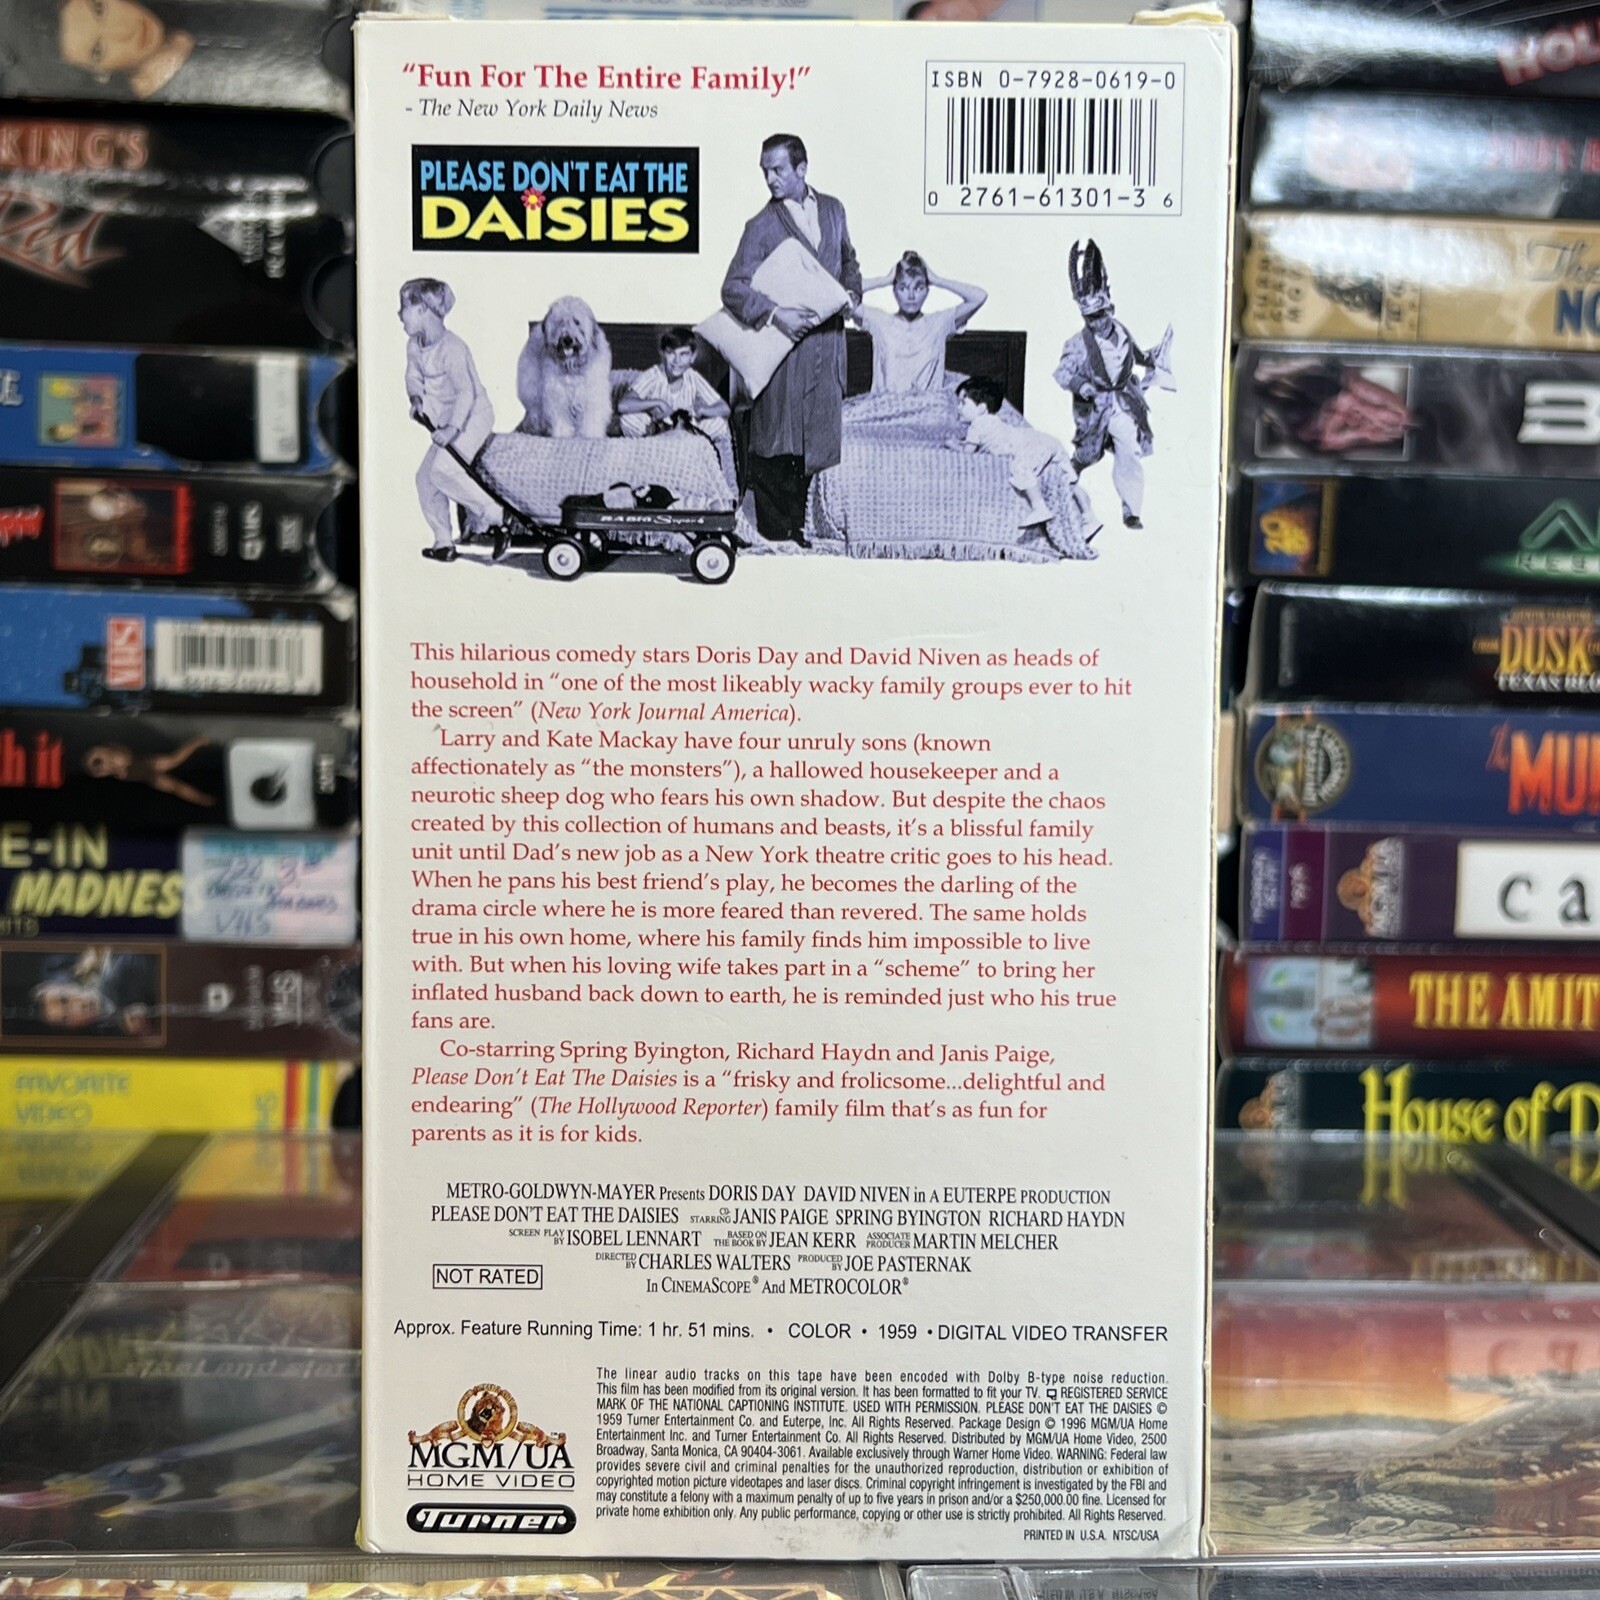 "Fun For The Entire Family!"
- The New York Daily News
ISBN 0-7928-0619-0
0 2761-61301-3 6
PLEASE DON'T EAT THE
DAISIES
RADIO Super
This hilarious comedy stars Doris Day and David Niven as heads of
household in "one of the most likeably wacky family groups ever to hit
the screen" (New York Journal America).
Larry and Kate Mackay have four unruly sons (known
affectionately as "the monsters"), a hallowed housekeeper and a
neurotic sheep dog who fears his own shadow. But despite the chaos
created by this collection of humans and beasts, it's a blissful family
unit until Dad's new job as a New York theatre critic goes to his head.
When he pans his best friend's play, he becomes the darling of the
drama circle where he is more feared than revered. The same holds
true in his own home, where his family finds him impossible to live
with. But when his loving wife takes part in a "scheme" to bring her
inflated husband back down to earth, he is reminded just who his true
fans are.
Co-starring Spring Byington, Richard Haydn and Janis Paige,
Please Don't Eat The Daisies is a "frisky and frolicsome...delightful and
endearing" (The Hollywood Reporter) family film that's as fun for
parents as it is for kids.
METRO-GOLDWYN-MAYER Presents DORIS DAY DAVID NIVEN in A EUTERPE PRODUCTION
PLEASE DON'T EAT THE DAISIES CO-STARRING JANIS PAIGE SPRING BYINGTON RICHARD HAYDN
SCREEN PLAY BY ISOBEL LENNART BASED ON THE BOOK BY JEAN KERR ASSOCIATE PRODUCER MARTIN MELCHER
DIRECTED BY CHARLES WALTERS PRODUCED BY JOE PASTERNAK
NOT RATED
In CINEMASCOPE® And METROCOLOR®
Approx. Feature Running Time: 1 hr. 51 mins. • COLOR • 1959 • DIGITAL VIDEO TRANSFER
The linear audio tracks on this tape have been encoded with Dolby B-type noise reduction.
This film has been modified from its original version. It has been formatted to fit your TV. REGISTERED SERVICE
MARK OF THE NATIONAL CAPTIONING INSTITUTE. USED WITH PERMISSION. PLEASE DON'T EAT THE DAISIES ©
1959 Turner Entertainment Co. and Euterpe, Inc. All Rights Reserved. Package Design © 1996 MGM/UA Home
Entertainment Inc. and Turner Entertainment Co. All Rights Reserved. Distributed by MGM/UA Home Video, 2500
Broadway, Santa Monica, CA 90404-3061. Available exclusively through Warner Home Video. WARNING: Federal law
provides severe civil and criminal penalties for the unauthorized reproduction, distribution or exhibition of
copyrighted motion picture videotapes and laser discs. Criminal copyright infringement is investigated by the FBI and
may constitute a felony with a maximum penalty of up to five years in prison and/or a $250,000.00 fine. Licensed for
private home exhibition only. Any public performance, copying or other use is strictly prohibited. All Rights Reserved.
PRINTED IN U.S.A. NTSC/USA
MGM/UA
HOME VIDEO
Turner
KING'S
Red
VHS
h it
E-IN
MADNES
VHS
FAVORITE
VIDEO
HOL
The
NO
DUSK
TEXAS BLO
MU
MGM/UA
ca
THE AMIT
House of D